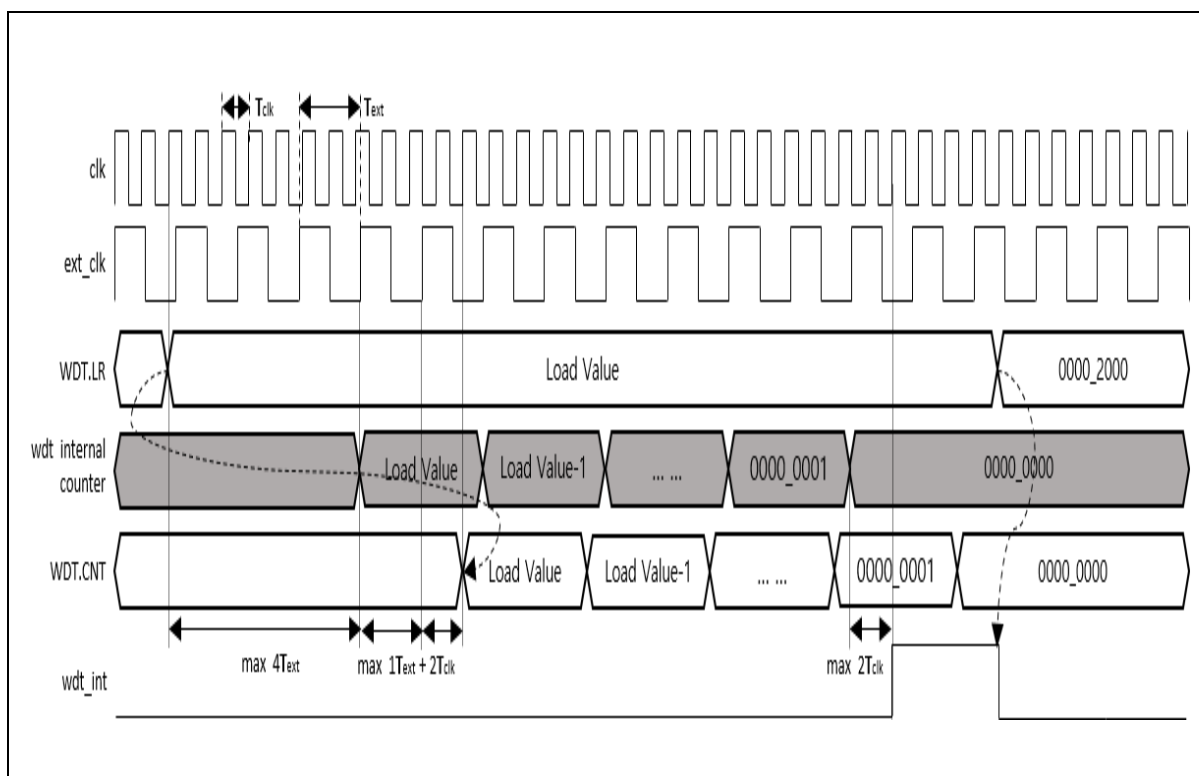 Tclk Text
clk
ext_clk
WDT.LR Load Value 0000_2000
wdt internal
counter
Load Value Load Value-1 ... ... 0000_0001 0000_0000
WDT.CNT Load Value Load Value-1 ... ... 0000_0001 0000_0000
max 4Text max 1Text + 2Tclk max 2Tclk
wdt_int